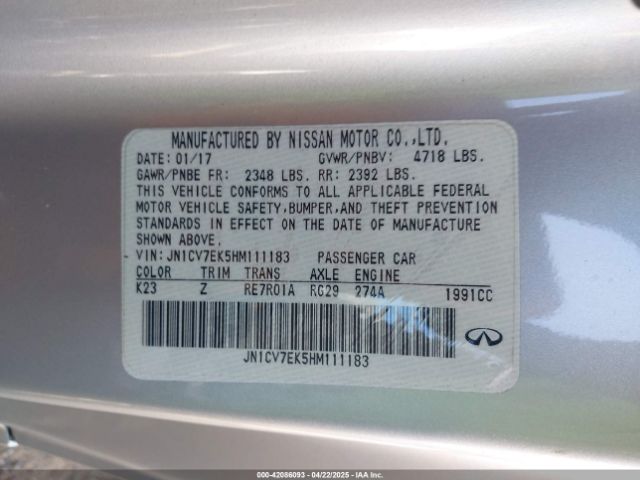 MANUFACTURED BY NISSAN MOTOR CO.,LTD.
DATE: 01/17 GVWR/PNBV: 4718 LBS.
GAWR/PNBE FR: 2348 LBS. RR: 2392 LBS.
THIS VEHICLE CONFORMS TO ALL APPLICABLE FEDERAL
MOTOR VEHICLE SAFETY,BUMPER,AND THEFT PREVENTION
STANDARDS IN EFFECT ON THE DATE OF MANUFACTURE
SHOWN ABOVE.
VIN: JN1CV7EK5HM111183 PASSENGER CAR
COLOR TRIM TRANS AXLE ENGINE
K23 Z RE7R01A RG29 274A 1991CC
JN1CV7EK5HM111183
000-42086093 - 04/22/2025 - IAA Inc.